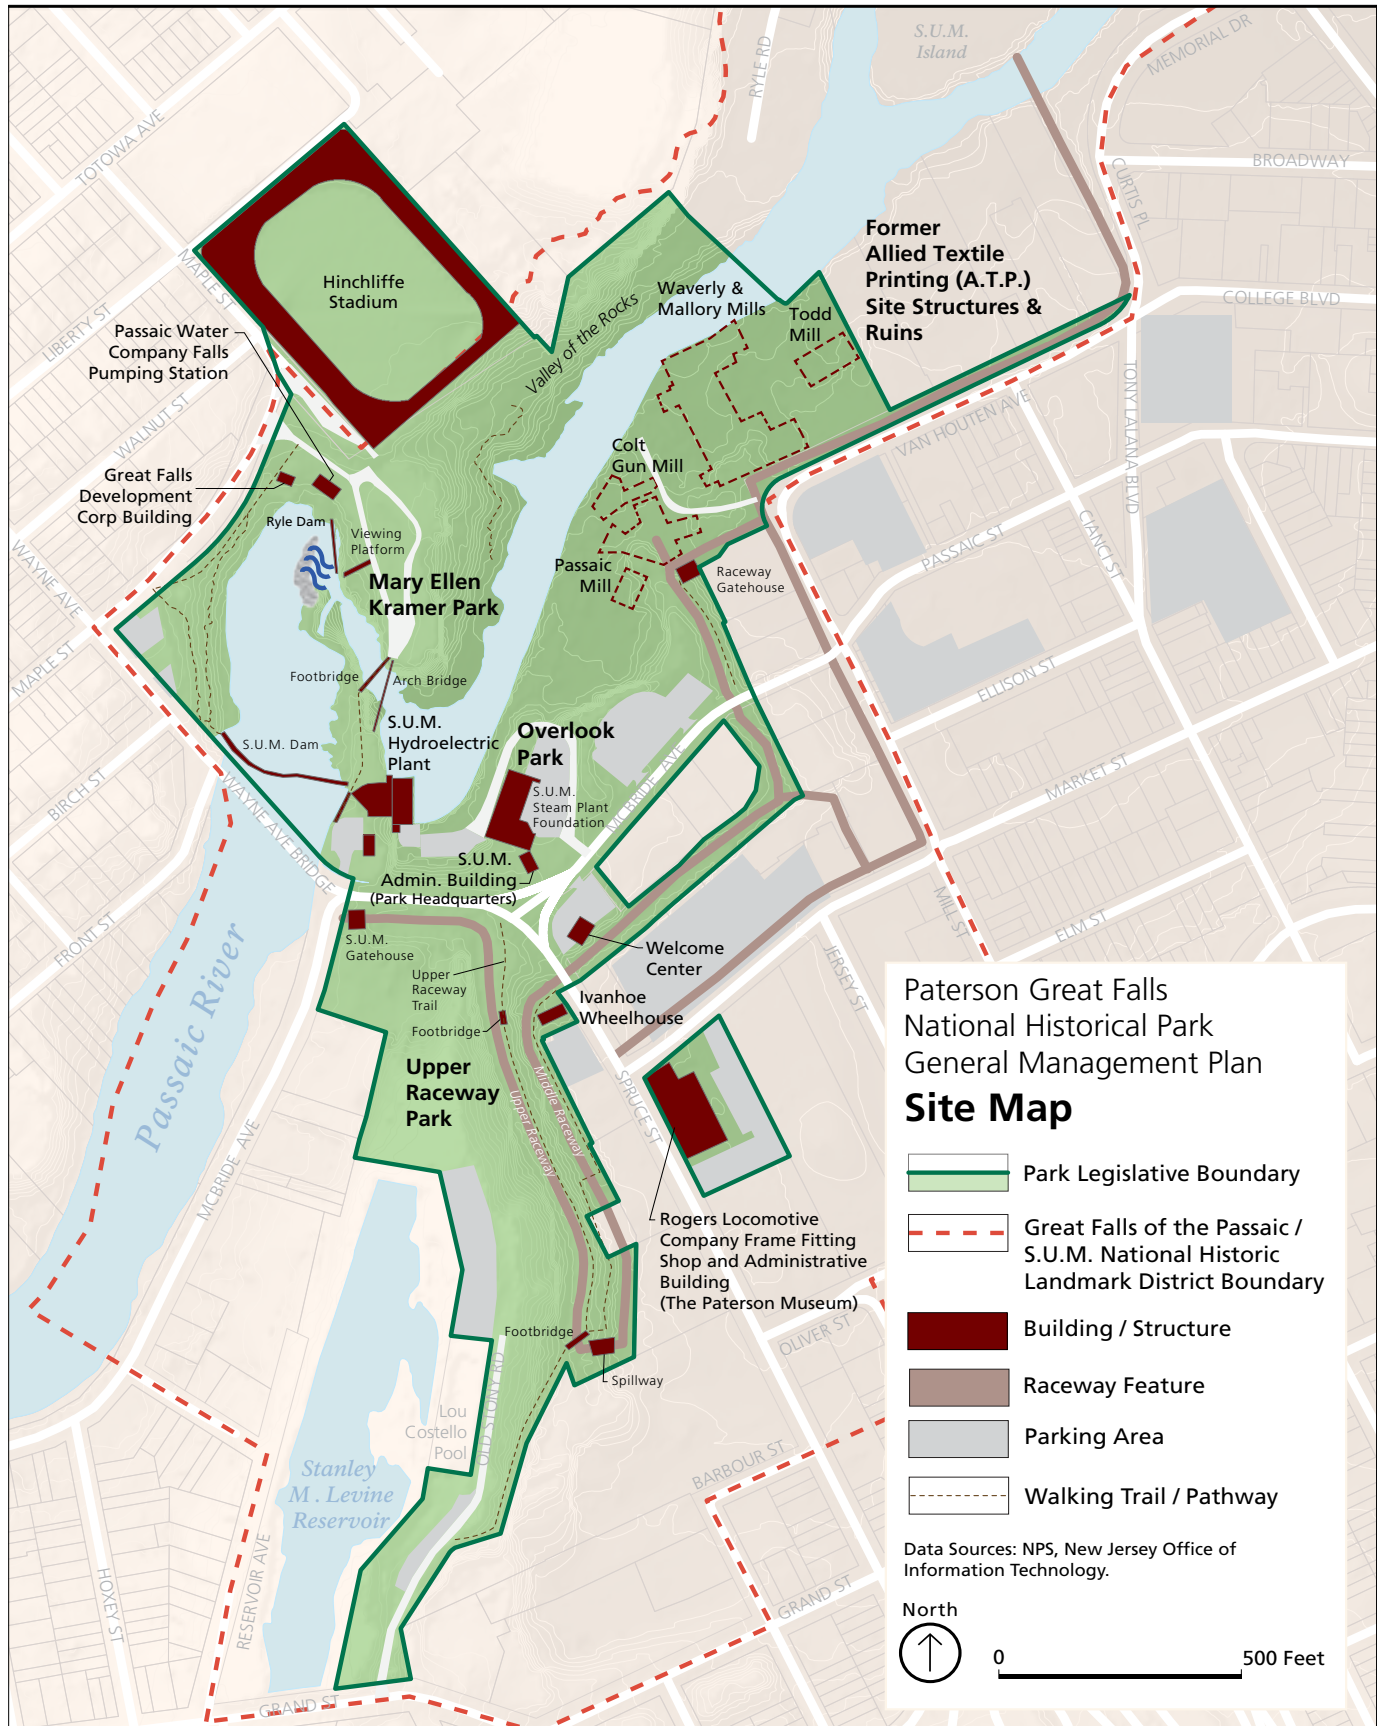 S.U.M.
Island
RYLE RD
MEMORIAL DR
TOTOWA AVE
BROADWAY
CURTIS PL
Former
Allied Textile
Printing (A.T.P.)
Site Structures &
Ruins
MAPLE ST
Hinchliffe
Stadium
Waverly &
Mallory Mills
Todd
Mill
COLLEGE BLVD
LIBERTY ST
Passaic Water
Company Falls
Pumping Station
Valley of the Rocks
WALNUT ST
VAN HOUTEN AVE
TONY LALANA BLVD
Colt
Gun Mill
Great Falls
Development
Corp Building
Ryle Dam
Viewing
Platform
CIANCI ST
PASSAIC ST
WAYNE AVE
Mary Ellen
Kramer Park
Passaic
Mill
Raceway
Gatehouse
MAPLE ST
Footbridge
Arch Bridge
ELLISON ST
S.U.M.
Hydroelectric
Plant
Overlook
Park
S.U.M. Dam
MCBRIDE AVE
MARKET ST
BIRCH ST
WAYNE AVE BRIDGE
S.U.M.
Steam Plant
Foundation
S.U.M.
Admin. Building
(Park Headquarters)
MILL ST
ELM ST
FRONT ST
S.U.M.
Gatehouse
Welcome
Center
JERSEY ST
Passaic River
Upper
Raceway
Trail
Ivanhoe
Wheelhouse
Footbridge
Upper
Raceway
Park
Middle Raceway
Upper Raceway
SPRUCE ST
MCBRIDE AVE
Rogers Locomotive
Company Frame Fitting
Shop and Administrative
Building
(The Paterson Museum)
OLIVER ST
Footbridge
Spillway
OLD STONY RD
Lou
Costello
Pool
BARBOUR ST
Stanley
M. Levine
Reservoir
RESERVOIR AVE
HOXEY ST
GRAND ST
GRAND ST
Paterson Great Falls
National Historical Park
General Management Plan
Site Map
Park Legislative Boundary
Great Falls of the Passaic /
S.U.M. National Historic
Landmark District Boundary
Building / Structure
Raceway Feature
Parking Area
Walking Trail / Pathway
Data Sources: NPS, New Jersey Office of
Information Technology.
North
0
500 Feet